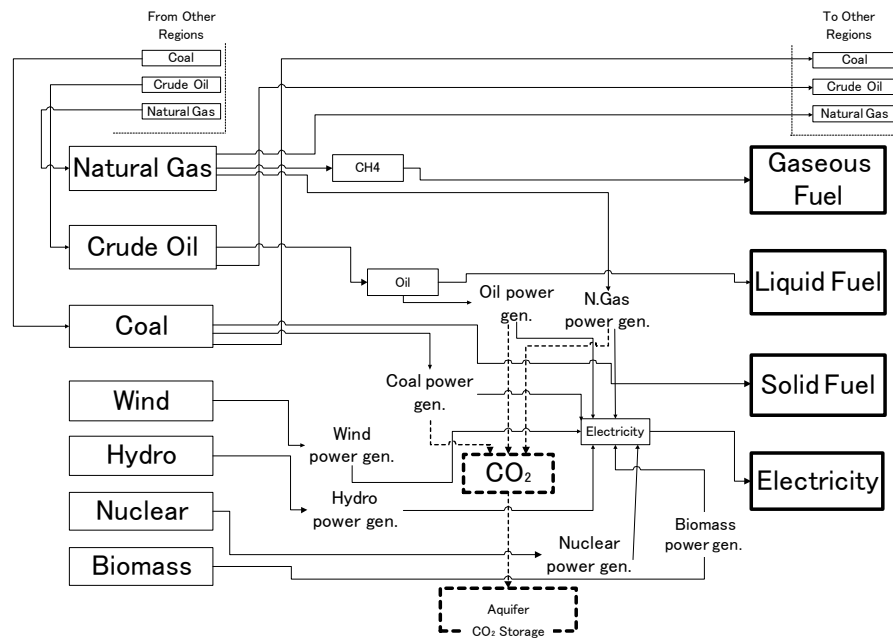 From Other
Regions
Coal
Crude Oil
Natural Gas
To Other
Regions
Coal
Crude Oil
Natural Gas
Natural Gas
CH4
Gaseous
Fuel
Crude Oil
Oil
Liquid Fuel
Oil power
gen.
N.Gas
power gen.
Coal
Coal power
gen.
Solid Fuel
Wind
Wind
power gen.
Electricity
Hydro
CO₂
Electricity
Hydro
power gen.
Nuclear
Nuclear
power gen.
Biomass
power gen.
Biomass
Aquifer
CO₂ Storage